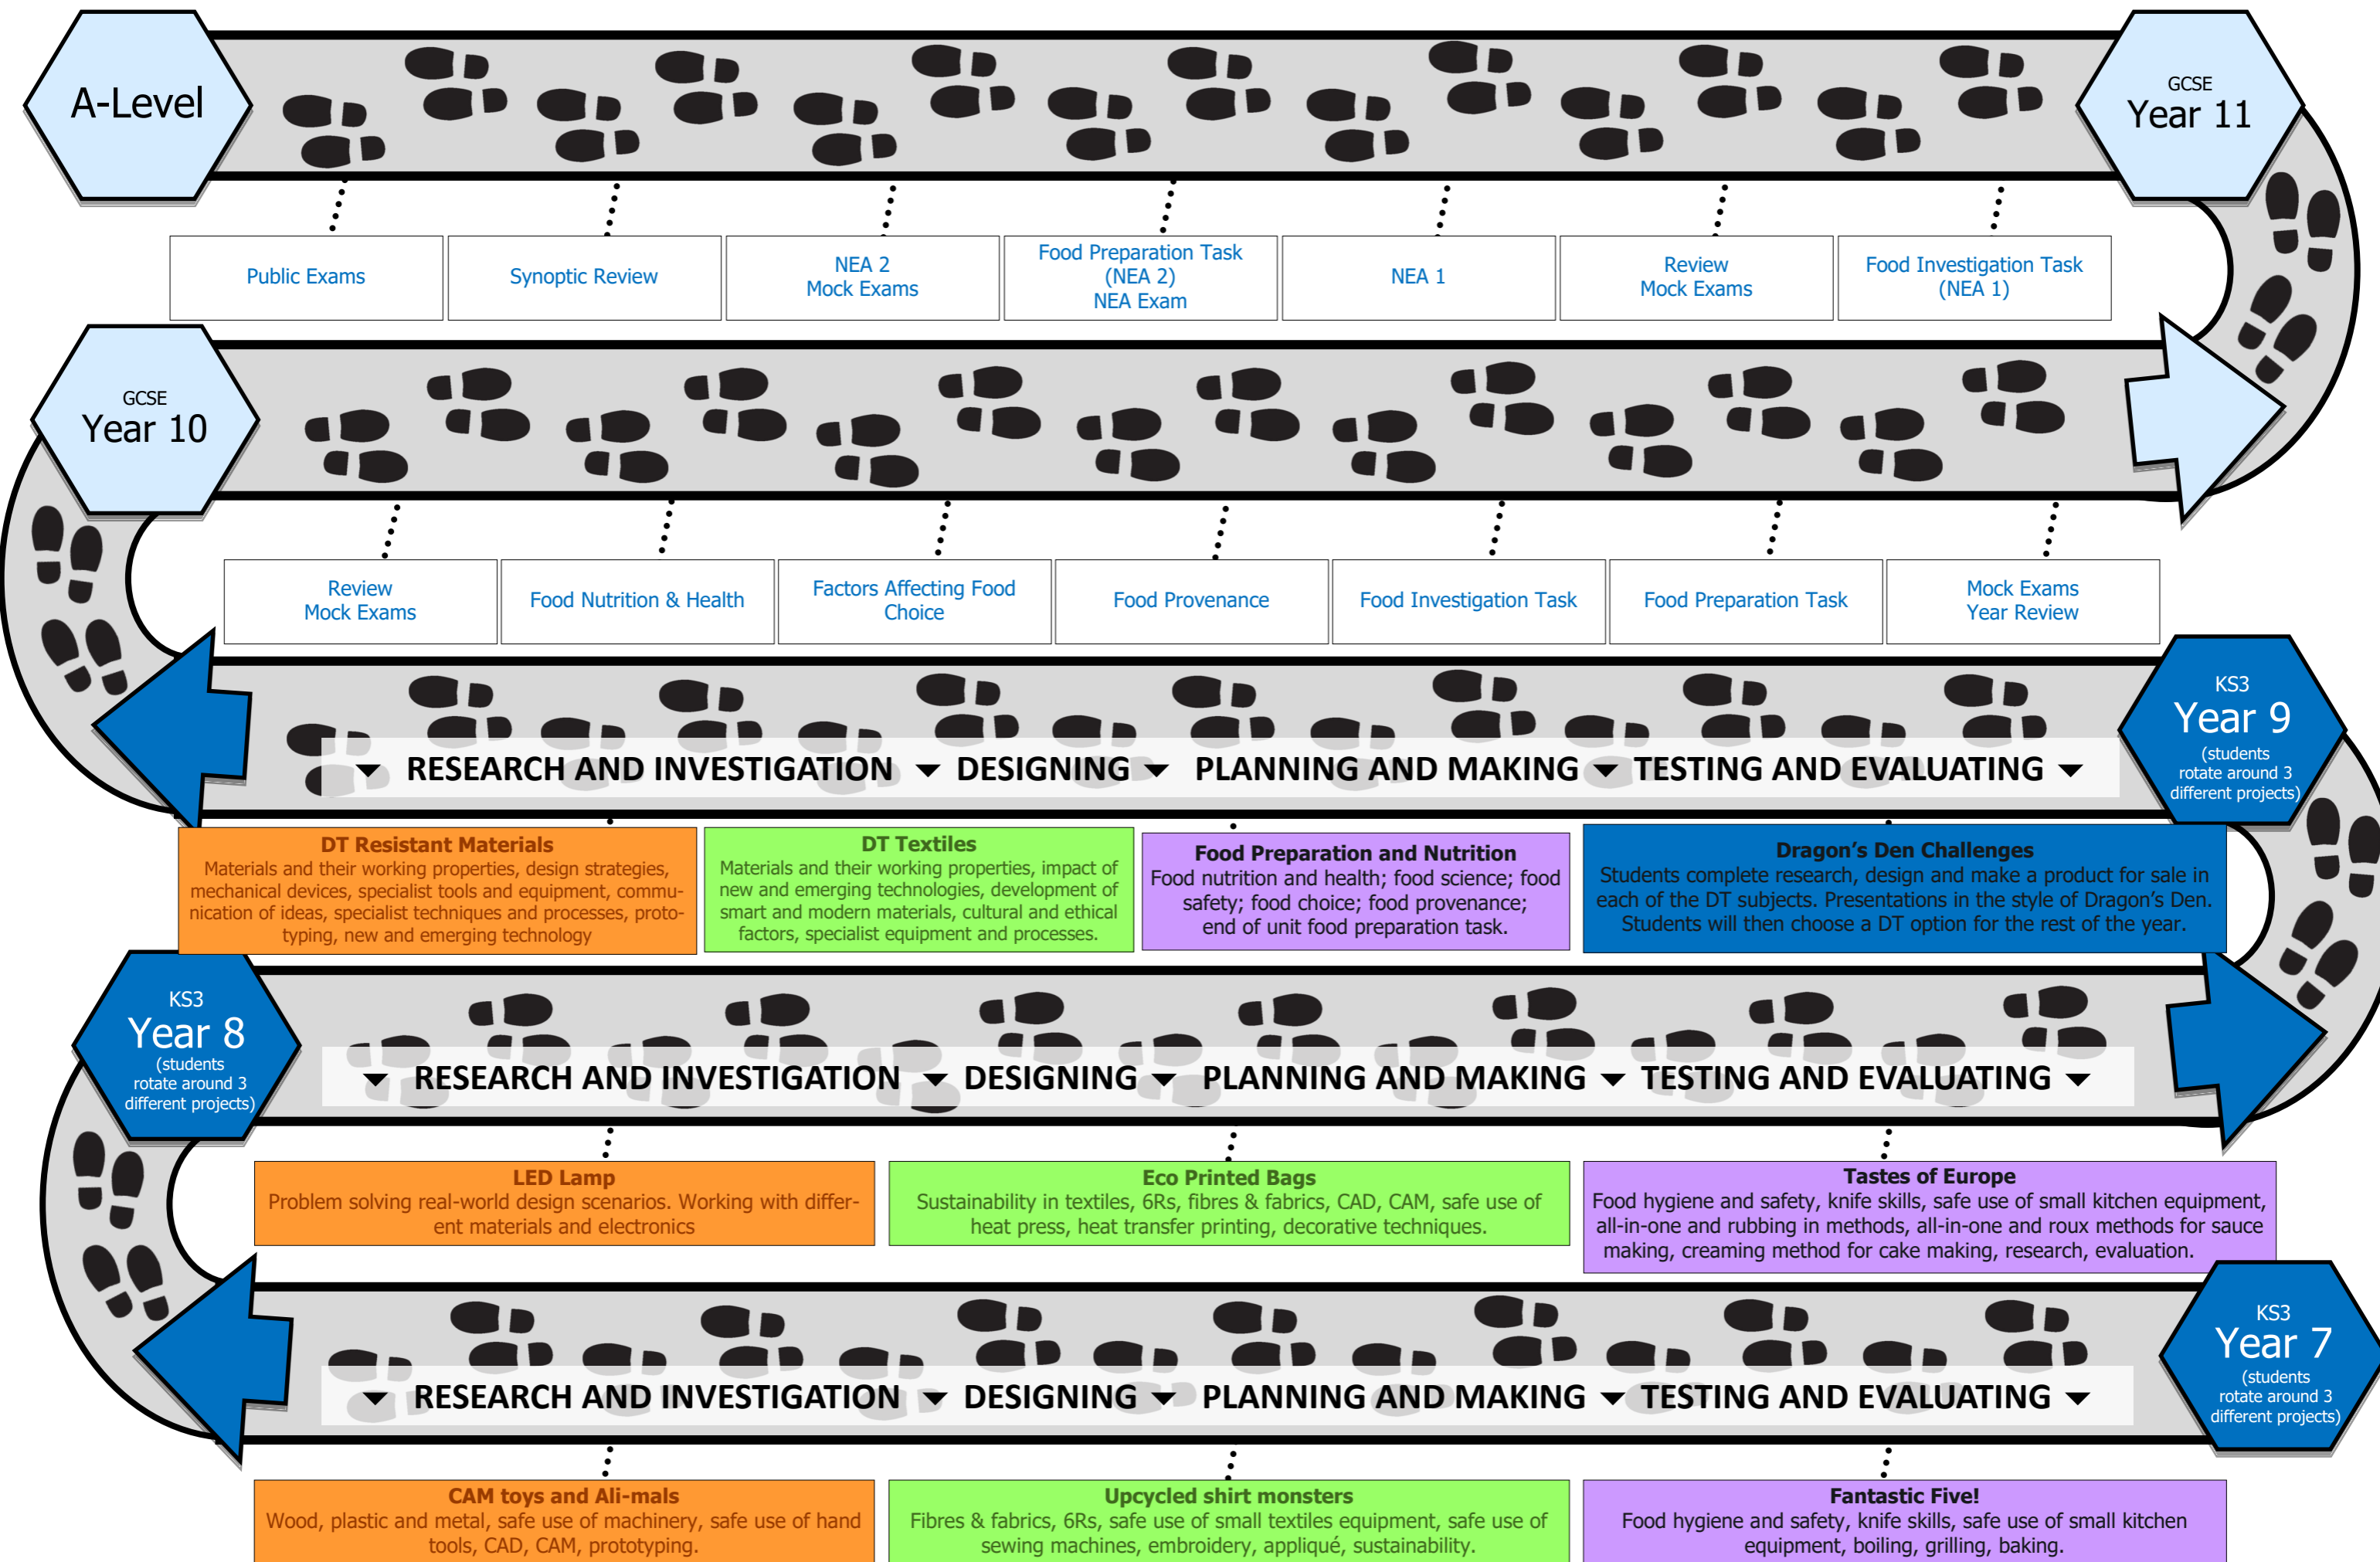 A-Level
GCSE
Year 11
Public Exams
Synoptic Review
NEA 2
Mock Exams
Food Preparation Task
(NEA 2)
NEA Exam
NEA 1
Review
Mock Exams
Food Investigation Task
(NEA 1)
GCSE
Year 10
Review
Mock Exams
Food Nutrition & Health
Factors Affecting Food
Choice
Food Provenance
Food Investigation Task
Food Preparation Task
Mock Exams
Year Review
KS3
Year 9
(students
rotate around 3
different projects)
RESEARCH AND INVESTIGATION DESIGNING PLANNING AND MAKING TESTING AND EVALUATING
DT Resistant Materials
Materials and their working properties, design strategies,
mechanical devices, specialist tools and equipment, commu-
nication of ideas, specialist techniques and processes, proto-
typing, new and emerging technology
DT Textiles
Materials and their working properties, impact of
new and emerging technologies, development of
smart and modern materials, cultural and ethical
factors, specialist equipment and processes.
Food Preparation and Nutrition
Food nutrition and health; food science; food
safety; food choice; food provenance;
end of unit food preparation task.
Dragon's Den Challenges
Students complete research, design and make a product for sale in
each of the DT subjects. Presentations in the style of Dragon's Den.
Students will then choose a DT option for the rest of the year.
KS3
Year 8
(students
rotate around 3
different projects)
RESEARCH AND INVESTIGATION DESIGNING PLANNING AND MAKING TESTING AND EVALUATING
LED Lamp
Problem solving real-world design scenarios. Working with differ-
ent materials and electronics
Eco Printed Bags
Sustainability in textiles, 6Rs, fibres & fabrics, CAD, CAM, safe use of
heat press, heat transfer printing, decorative techniques.
Tastes of Europe
Food hygiene and safety, knife skills, safe use of small kitchen equipment,
all-in-one and rubbing in methods, all-in-one and roux methods for sauce
making, creaming method for cake making, research, evaluation.
KS3
Year 7
(students
rotate around 3
different projects)
RESEARCH AND INVESTIGATION DESIGNING PLANNING AND MAKING TESTING AND EVALUATING
CAM toys and Ali-mals
Wood, plastic and metal, safe use of machinery, safe use of hand
tools, CAD, CAM, prototyping.
Upcycled shirt monsters
Fibres & fabrics, 6Rs, safe use of small textiles equipment, safe use of
sewing machines, embroidery, appliqué, sustainability.
Fantastic Five!
Food hygiene and safety, knife skills, safe use of small kitchen
equipment, boiling, grilling, baking.